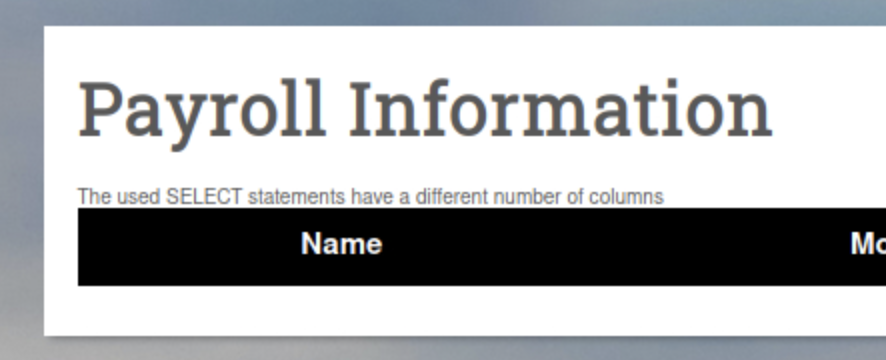 Payroll Information
The used SELECT statements have a different number of columns
Name